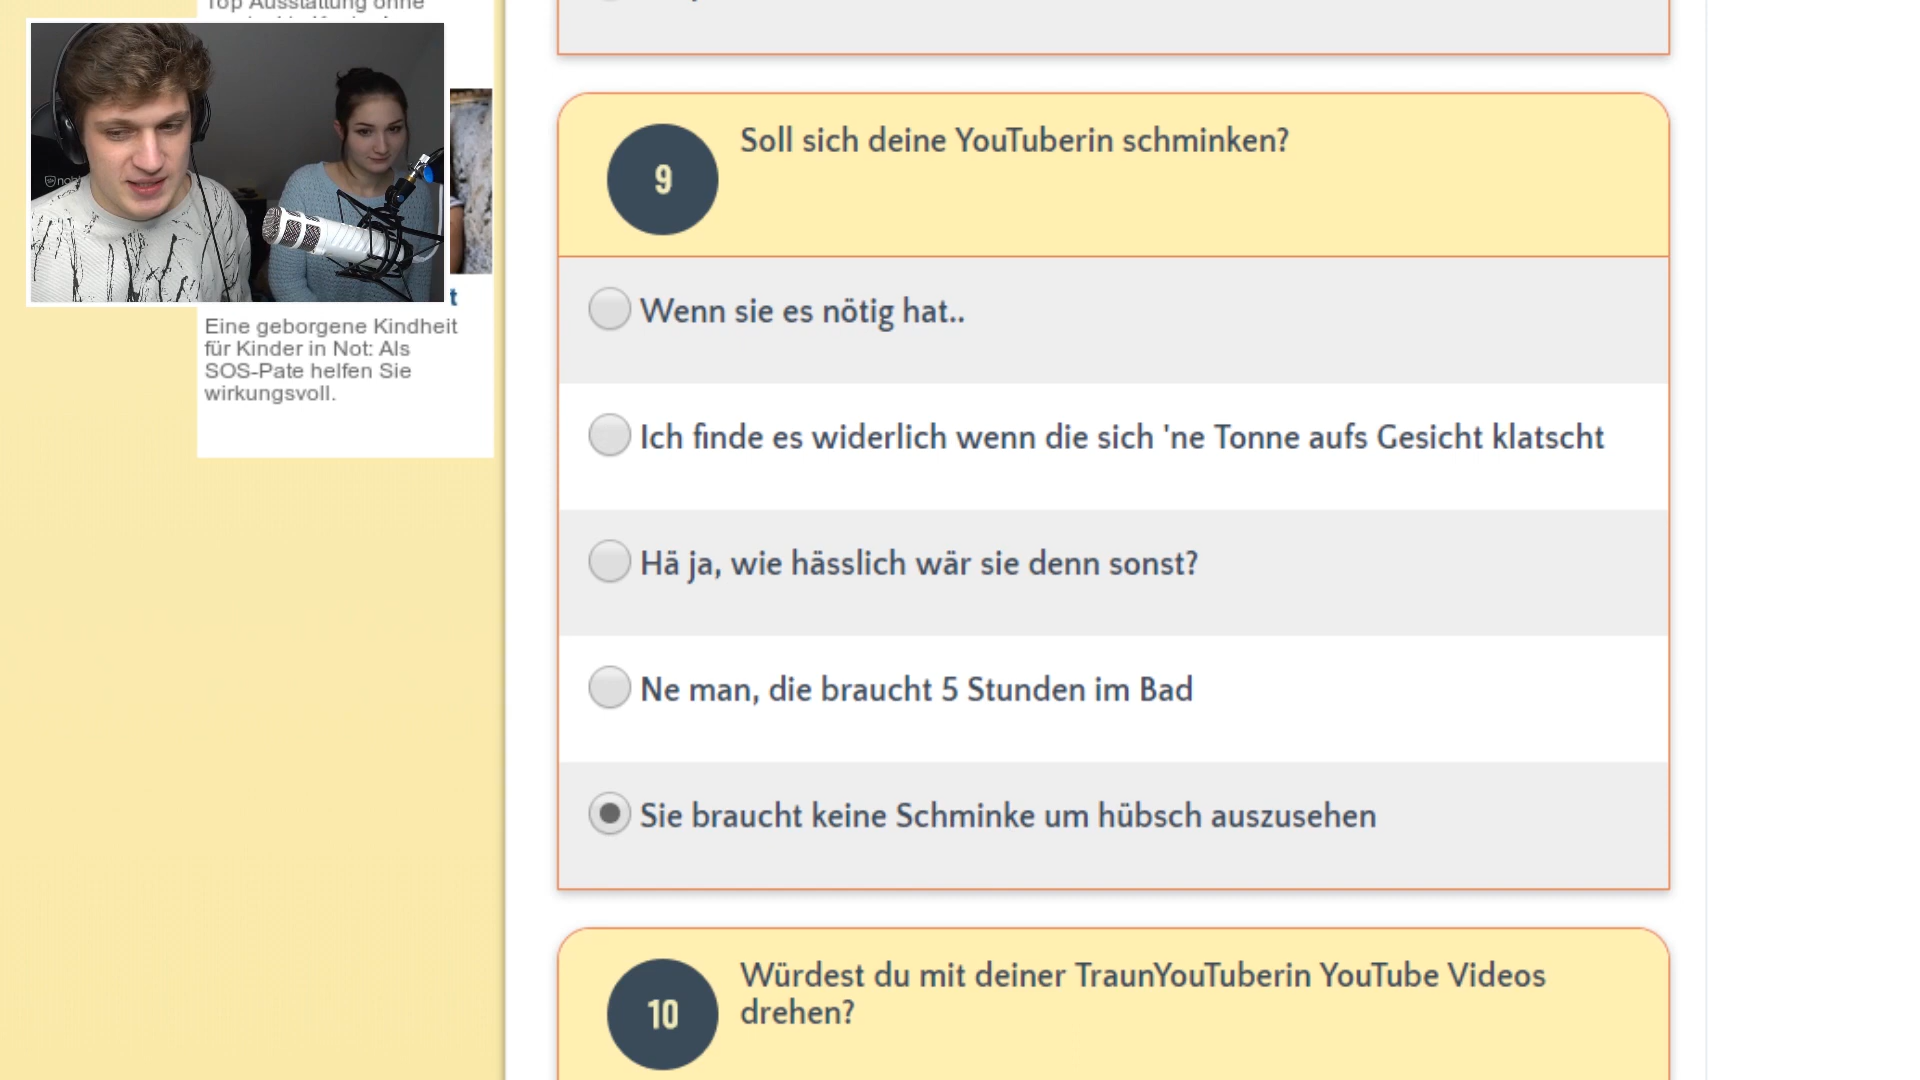 Top Ausstattung ohne
t
Eine geborgene Kindheit
für Kinder in Not: Als
SOS-Pate helfen Sie
wirkungsvoll.
9
Soll sich deine YouTuberin schminken?
Wenn sie es nötig hat..
Ich finde es widerlich wenn die sich 'ne Tonne aufs Gesicht klatscht
Hä ja, wie hässlich wär sie denn sonst?
Ne man, die braucht 5 Stunden im Bad
Sie braucht keine Schminke um hübsch auszusehen
10
Würdest du mit deiner TraunYouTuberin YouTube Videos
drehen?